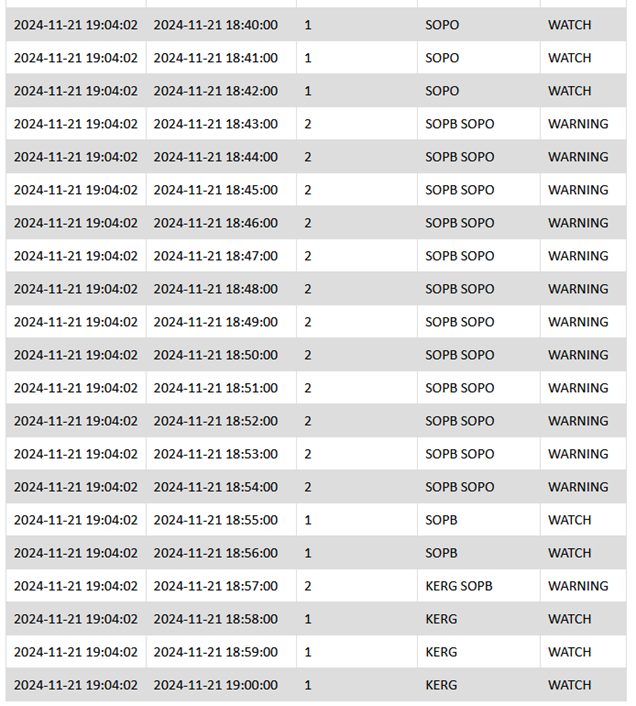 2024-11-21 19:04:02 2024-11-21 18:40:00 1 SOPO WATCH
2024-11-21 19:04:02 2024-11-21 18:41:00 1 SOPO WATCH
2024-11-21 19:04:02 2024-11-21 18:42:00 1 SOPO WATCH
2024-11-21 19:04:02 2024-11-21 18:43:00 2 SOPB SOPO WARNING
2024-11-21 19:04:02 2024-11-21 18:44:00 2 SOPB SOPO WARNING
2024-11-21 19:04:02 2024-11-21 18:45:00 2 SOPB SOPO WARNING
2024-11-21 19:04:02 2024-11-21 18:46:00 2 SOPB SOPO WARNING
2024-11-21 19:04:02 2024-11-21 18:47:00 2 SOPB SOPO WARNING
2024-11-21 19:04:02 2024-11-21 18:48:00 2 SOPB SOPO WARNING
2024-11-21 19:04:02 2024-11-21 18:49:00 2 SOPB SOPO WARNING
2024-11-21 19:04:02 2024-11-21 18:50:00 2 SOPB SOPO WARNING
2024-11-21 19:04:02 2024-11-21 18:51:00 2 SOPB SOPO WARNING
2024-11-21 19:04:02 2024-11-21 18:52:00 2 SOPB SOPO WARNING
2024-11-21 19:04:02 2024-11-21 18:53:00 2 SOPB SOPO WARNING
2024-11-21 19:04:02 2024-11-21 18:54:00 2 SOPB SOPO WARNING
2024-11-21 19:04:02 2024-11-21 18:55:00 1 SOPB WATCH
2024-11-21 19:04:02 2024-11-21 18:56:00 1 SOPB WATCH
2024-11-21 19:04:02 2024-11-21 18:57:00 2 KERG SOPB WARNING
2024-11-21 19:04:02 2024-11-21 18:58:00 1 KERG WATCH
2024-11-21 19:04:02 2024-11-21 18:59:00 1 KERG WATCH
2024-11-21 19:04:02 2024-11-21 19:00:00 1 KERG WATCH